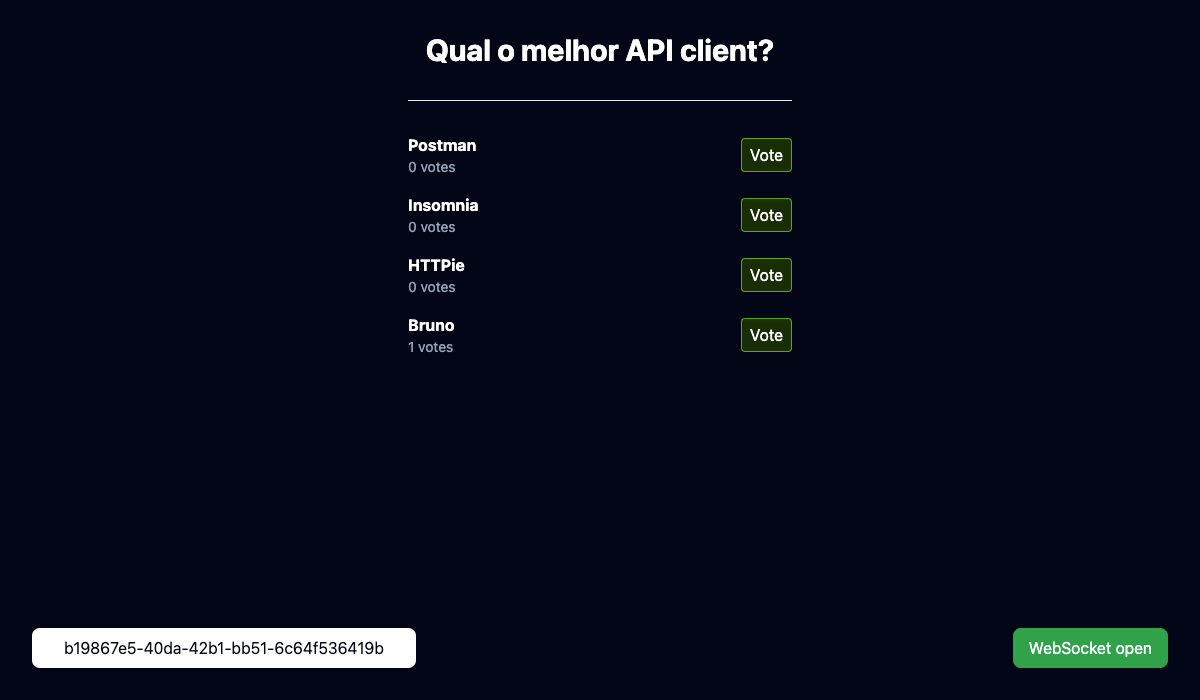 Qual o melhor API client?
Postman
0 votes
Vote
Insomnia
0 votes
Vote
HTTPie
0 votes
Vote
Bruno
1 votes
Vote
b19867e5-40da-42b1-bb51-6c64f536419b
WebSocket open